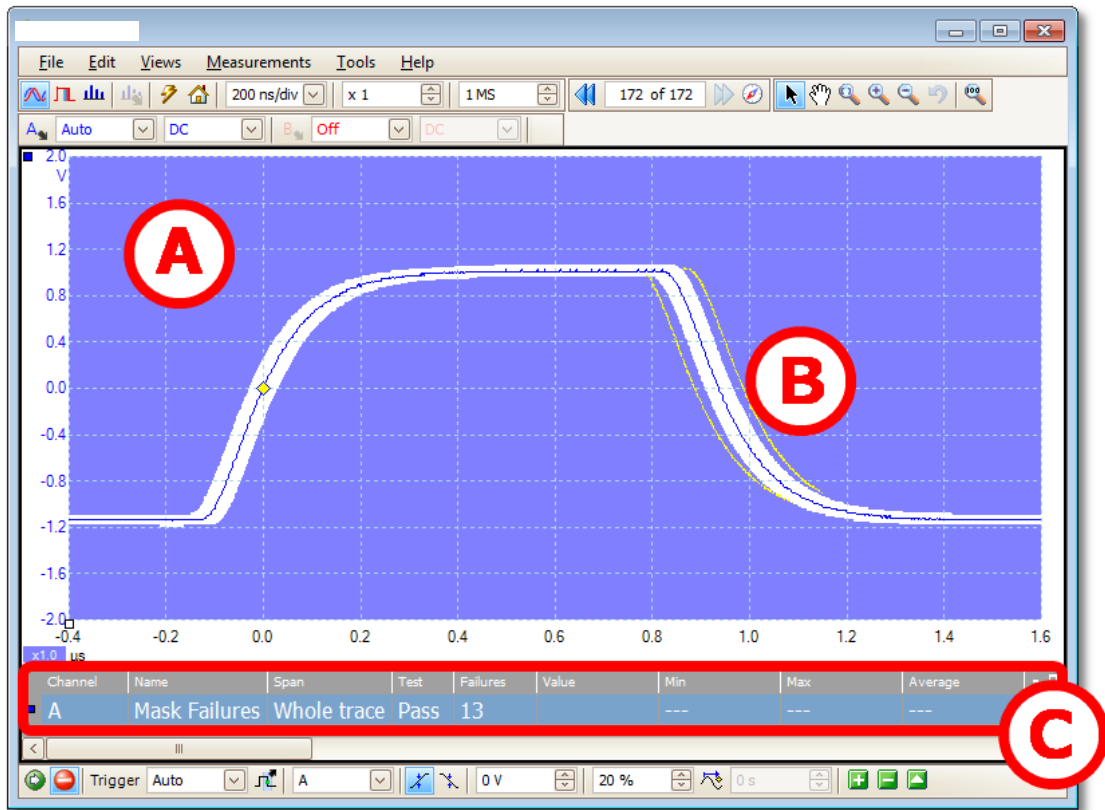 File Edit Views Measurements Tools Help
200 ns/div x 1 1 MS 172 of 172 100
A Auto DC B Off DC
2.0
V
1.6
1.2
0.8
0.4
0.0
-0.4
-0.8
-1.2
-1.6
-2.0
A
B
-0.4 -0.2 0.0 0.2 0.4 0.6 0.8 1.0 1.2 1.4 1.6
x1.0 µs
Channel Name Span Test Failures Value Min Max Average
A Mask Failures Whole trace Pass 13 --- --- ---
C
Trigger Auto A 0 V 20 % 0 s